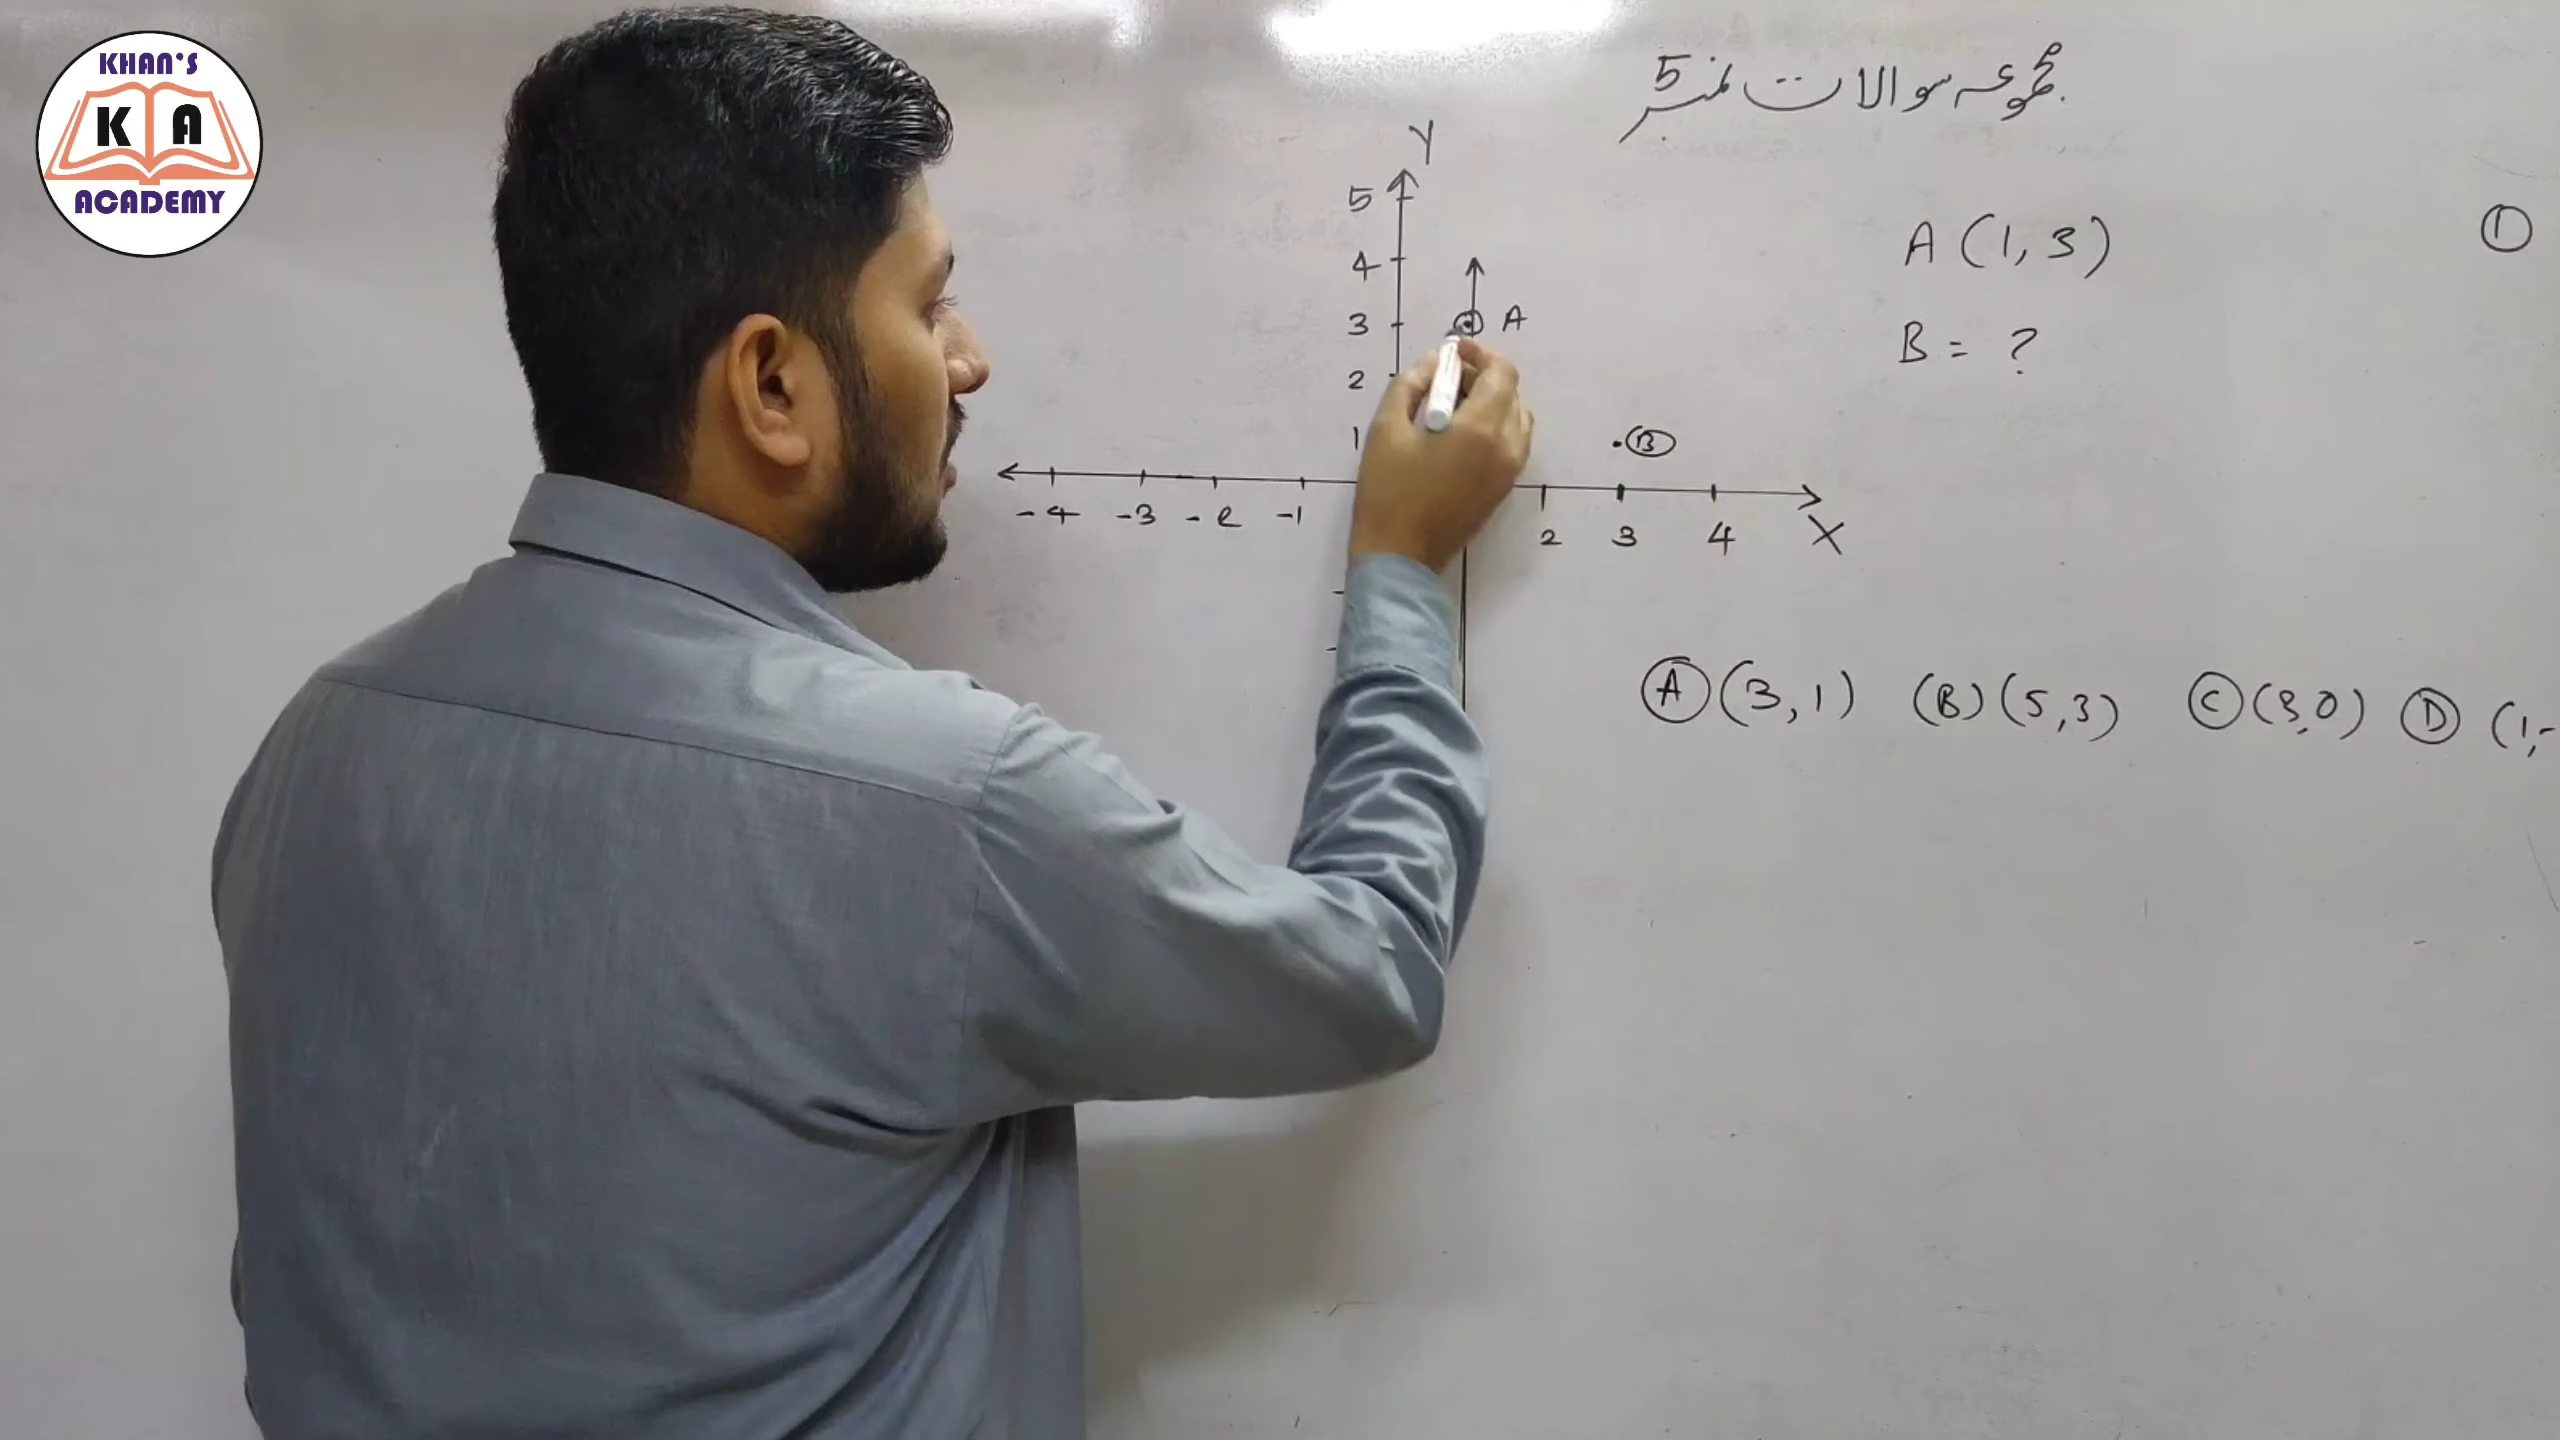 KHAN'S
K A
ACADEMY
مجموعہ سوالات نمبر 5
Y
5
4
3
2
1
A
B
-4 -3 -2 -1 2 3 4 X
A (1, 3)
B = ?
1
A (3, 1) (B) (5, 3) C (3, 0) D (1, -